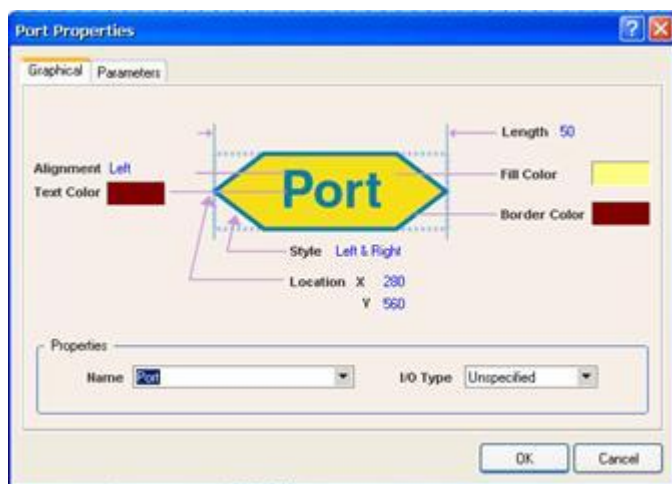 Port Properties
Graphical Parameters
Length 50
Alignment Left
Fill Color
Text Color
Port
Border Color
Style Left & Right
Location X 280
Y 560
Properties
Name Port I/O Type Unspecified
OK Cancel